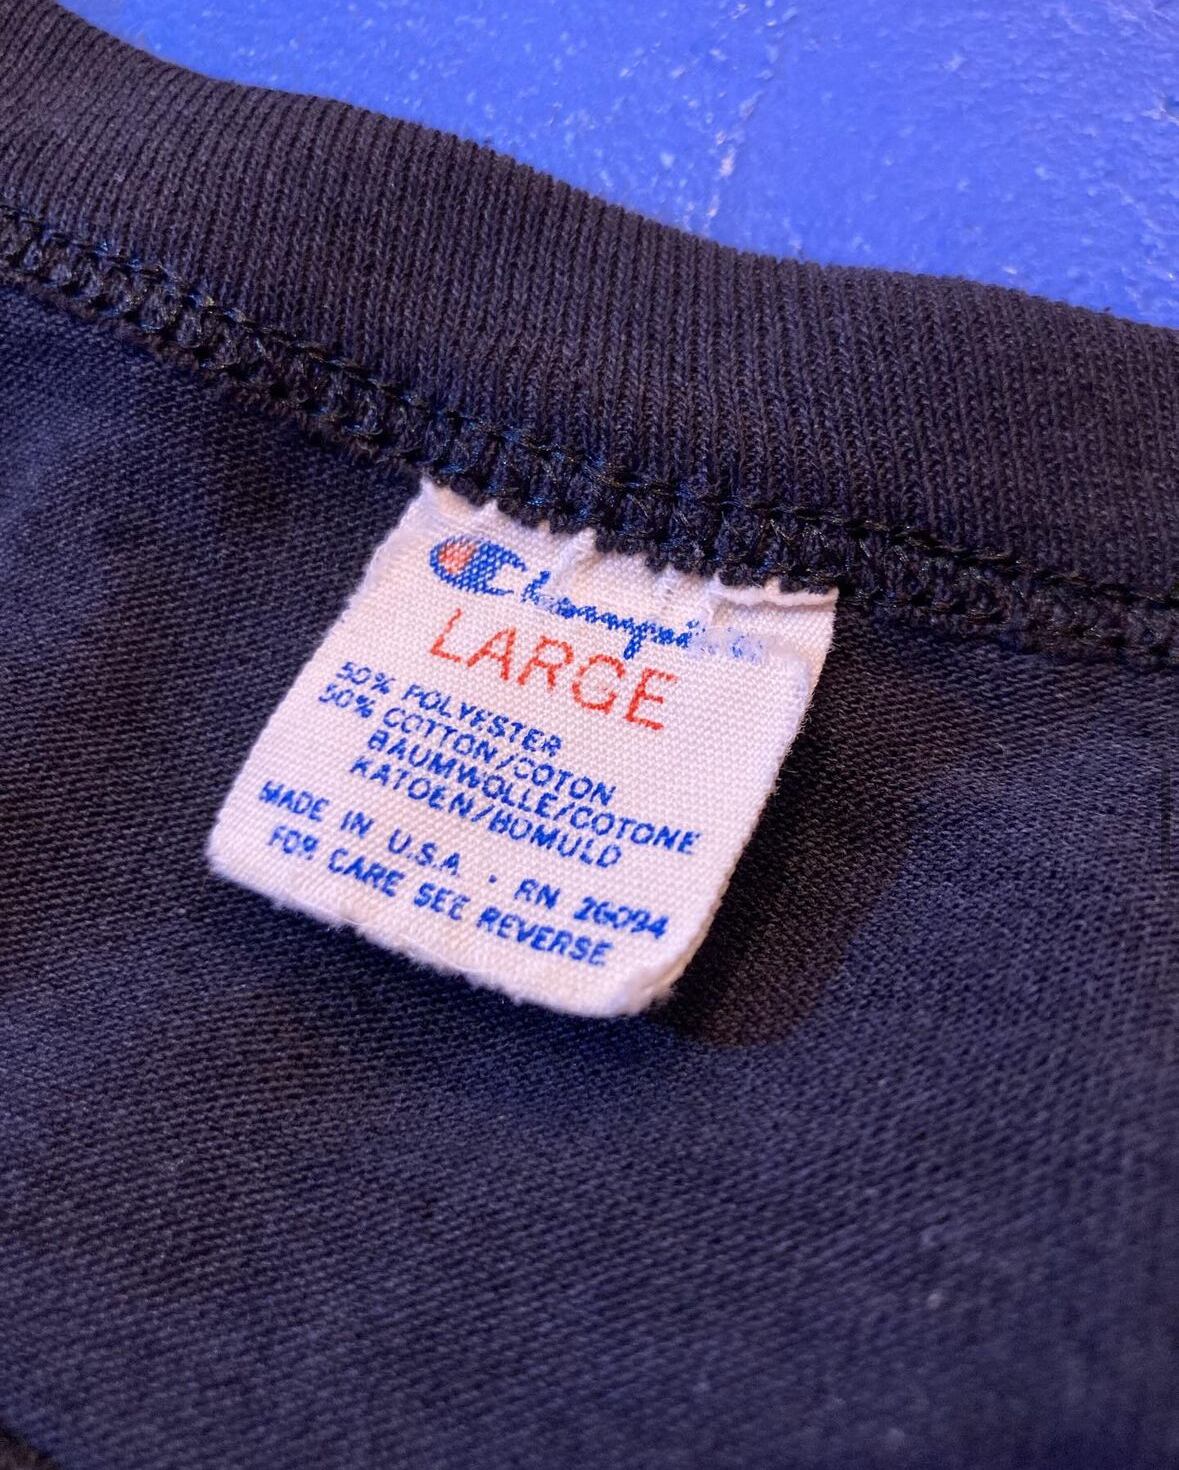 Champion
LARGE
50% POLYESTER
50% COTTON/COTON
BAUMWOLLE/COTONE
KATOEN/BOMULD
MADE IN U.S.A. • RN 26094
FOR CARE SEE REVERSE